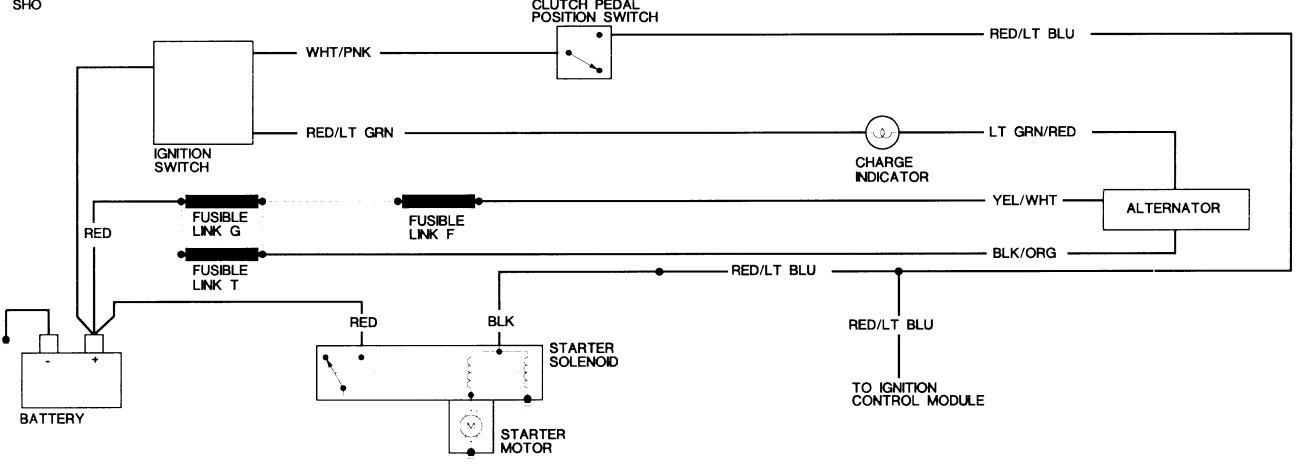 SHO
CLUTCH PEDAL
POSITION SWITCH
WHT/PNK
RED/LT BLU
RED/LT GRN
LT GRN/RED
IGNITION
SWITCH
CHARGE
INDICATOR
FUSIBLE
LINK G
FUSIBLE
LINK F
YEL/WHT
ALTERNATOR
RED
FUSIBLE
LINK T
BLK/ORG
RED/LT BLU
RED
BLK
RED/LT BLU
- +
BATTERY
STARTER
SOLENOID
TO IGNITION
CONTROL MODULE
M
STARTER
MOTOR